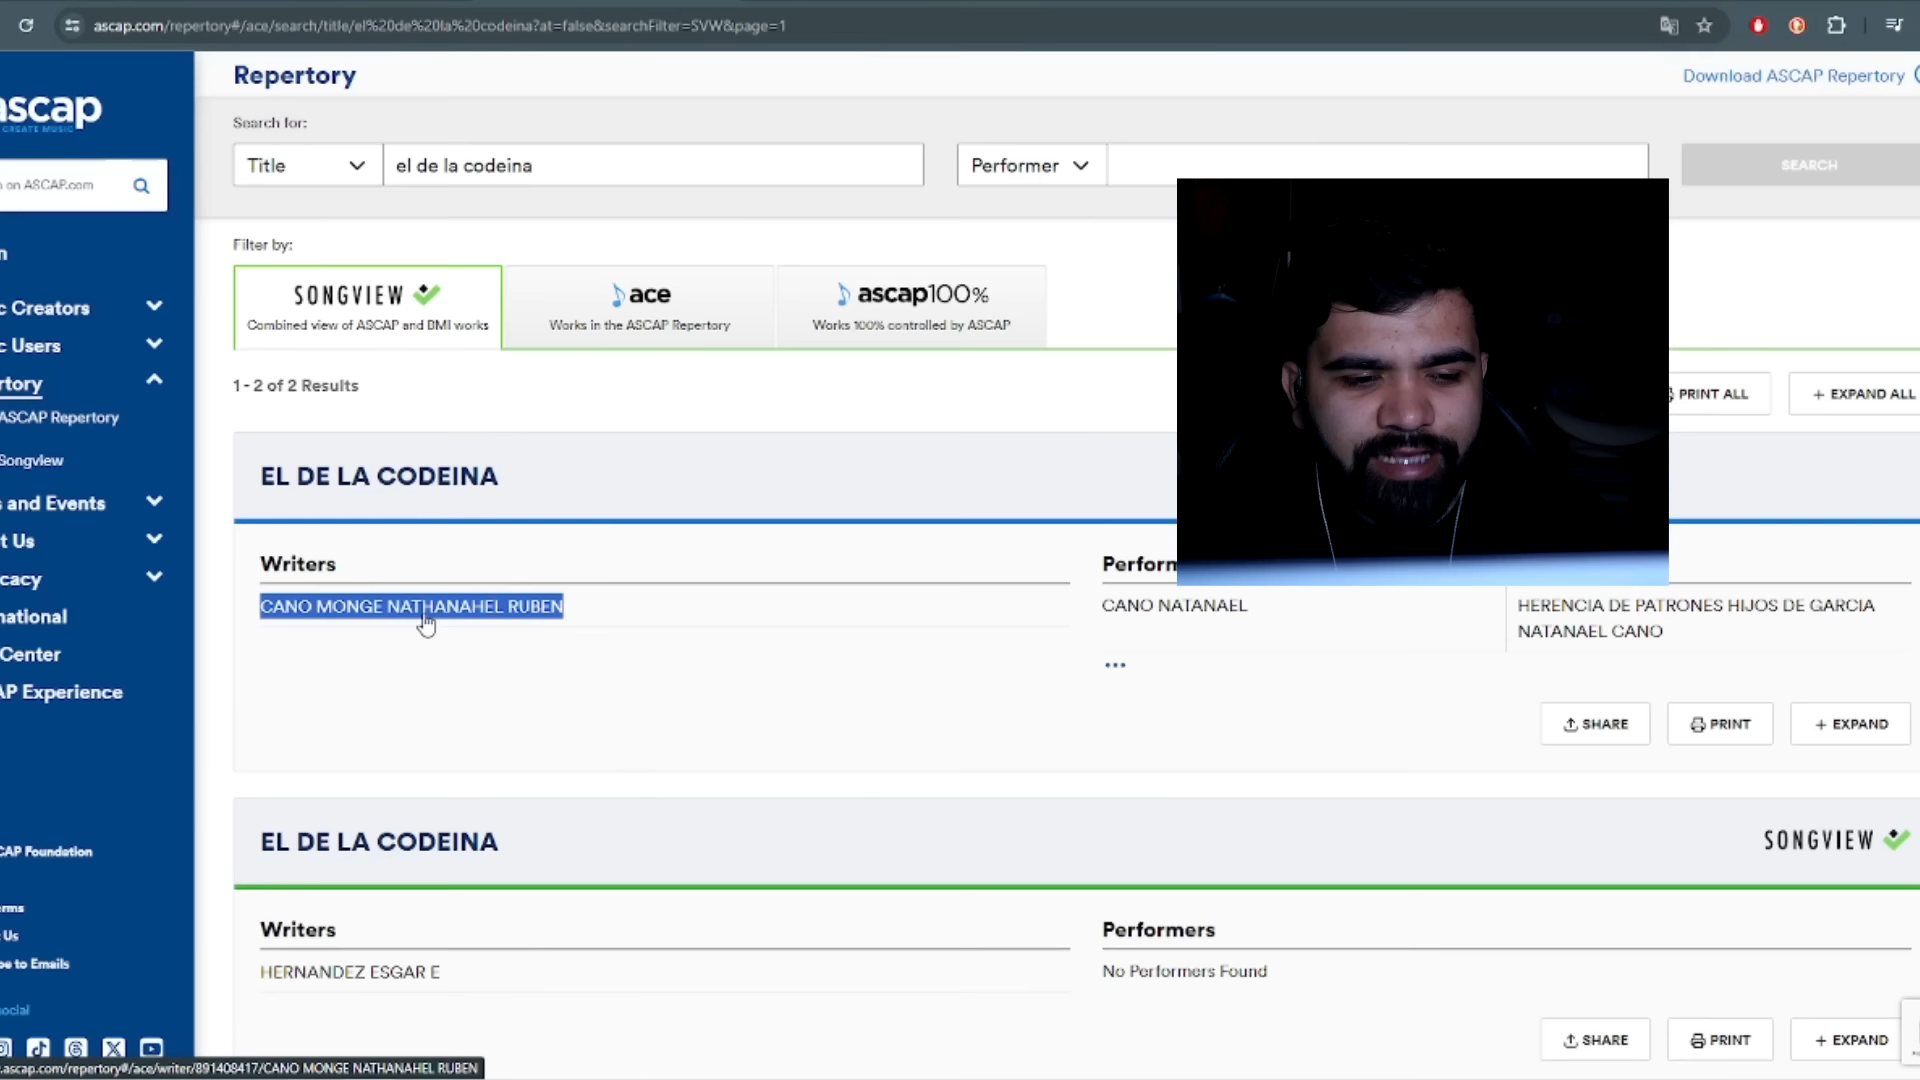 ascap.com/repertory#/ace/search/title/el%20de%20la%20codeina?at=false&searchFilter=SVW&page=1
ascap
CREATE MUSIC
Repertory
Download ASCAP Repertory
Search for:
Title
el de la codeina
Performer
SEARCH
on ASCAP.com
Filter by:
SONGVIEW
Combined view of ASCAP and BMI works
ace
Works in the ASCAP Repertory
ascap100%
Works 100% controlled by ASCAP
c Creators
c Users
rtory
ASCAP Repertory
Songview
s and Events
t Us
cacy
national
Center
AP Experience
CAP Foundation
rms
Us
be to Emails
social
1-2 of 2 Results
PRINT ALL
+ EXPAND ALL
EL DE LA CODEINA
Writers
CANO MONGE NATHANAHEL RUBEN
Perform
CANO NATANAEL
HERENCIA DE PATRONES HIJOS DE GARCIA
NATANAEL CANO
...
SHARE
PRINT
+ EXPAND
EL DE LA CODEINA
SONGVIEW
Writers
HERNANDEZ ESGAR E
Performers
No Performers Found
SHARE
PRINT
+ EXPAND
.ascap.com/repertory#/ace/writer/891408417/CANO MONGE NATHANAHEL RUBEN